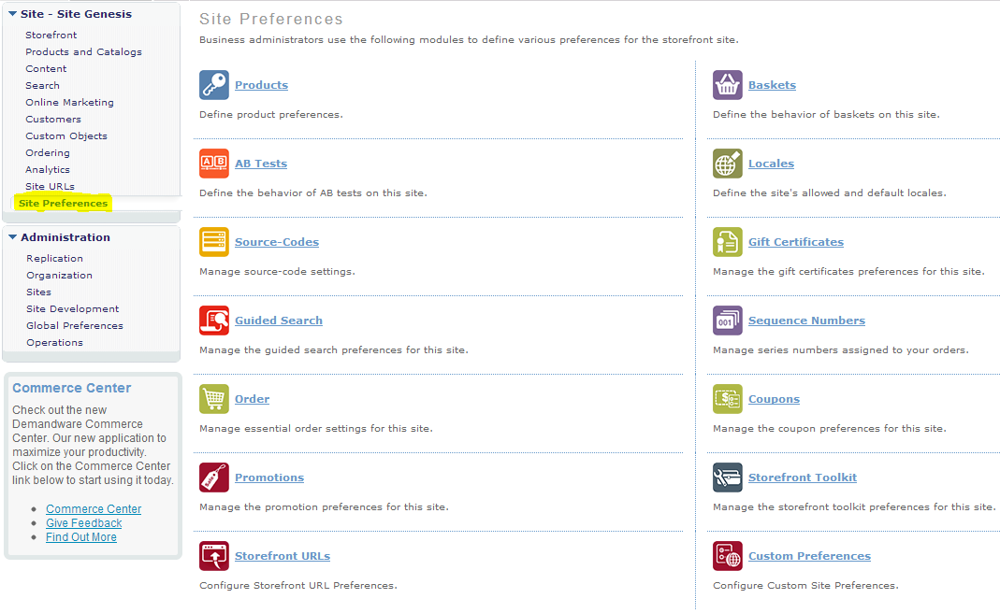 Site - Site Genesis
Storefront
Products and Catalogs
Content
Search
Online Marketing
Customers
Custom Objects
Ordering
Analytics
Site URLs
Site Preferences
Administration
Replication
Organization
Sites
Site Development
Global Preferences
Operations
Commerce Center
Check out the new
Demandware Commerce
Center. Our new application to
maximize your productivity.
Click on the Commerce Center
link below to start using it today.
Commerce Center
Give Feedback
Find Out More
Site Preferences
Business administrators use the following modules to define various preferences for the storefront site.
Products
Define product preferences.
Baskets
Define the behavior of baskets on this site.
A B
AB Tests
Define the behavior of AB tests on this site.
Locales
Define the site's allowed and default locales.
Source-Codes
Manage source-code settings.
Gift Certificates
Manage the gift certificates preferences for this site.
Guided Search
Manage the guided search preferences for this site.
001
Sequence Numbers
Manage series numbers assigned to your orders.
Order
Manage essential order settings for this site.
$
Coupons
Manage the coupon preferences for this site.
Sale
Promotions
Manage the promotion preferences for this site.
Storefront Toolkit
Manage the storefront toolkit preferences for this site.
Storefront URLs
Configure Storefront URL Preferences.
Custom Preferences
Configure Custom Site Preferences.